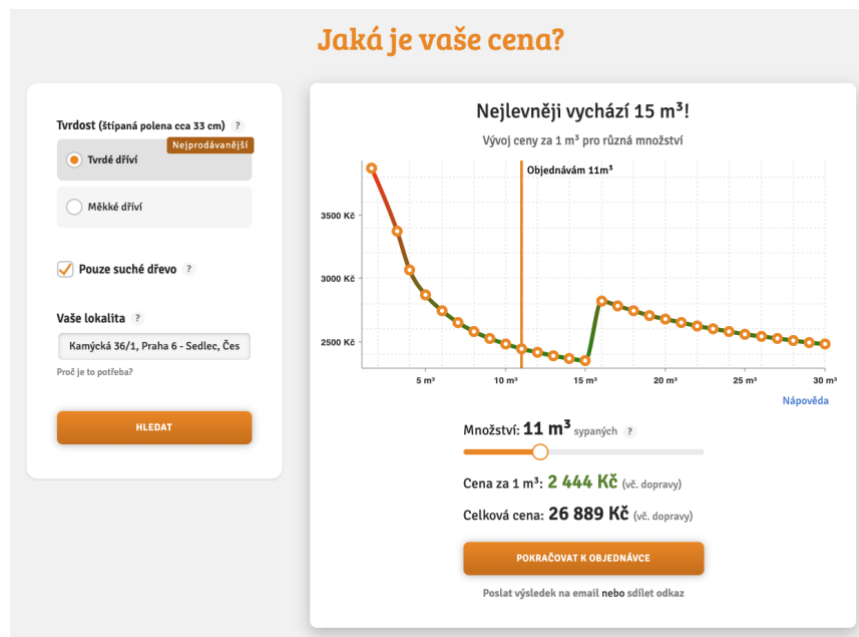 Jaká je vaše cena?
Tvrdost (štípaná polena cca 33 cm) ?
Nejprodávanější
Tvrdé dříví
Měkké dříví
Pouze suché dřevo ?
Vaše lokalita ?
Kamýcká 36/1, Praha 6 - Sedlec, Čes
Proč je to potřeba?
HLEDAT
Nejlevněji vychází 15 m³!
Vývoj ceny za 1 m³ pro různá množství
Objednávám 11m³
3500 Kč
3000 Kč
2500 Kč
5 m³ 10 m³ 15 m³ 20 m³ 25 m³ 30 m³
Nápověda
Množství: 11 m³ sypaných ?
Cena za 1 m³: 2 444 Kč (vč. dopravy)
Celková cena: 26 889 Kč (vč. dopravy)
POKRAČOVAT K OBJEDNÁVCE
Poslat výsledek na email nebo sdílet odkaz